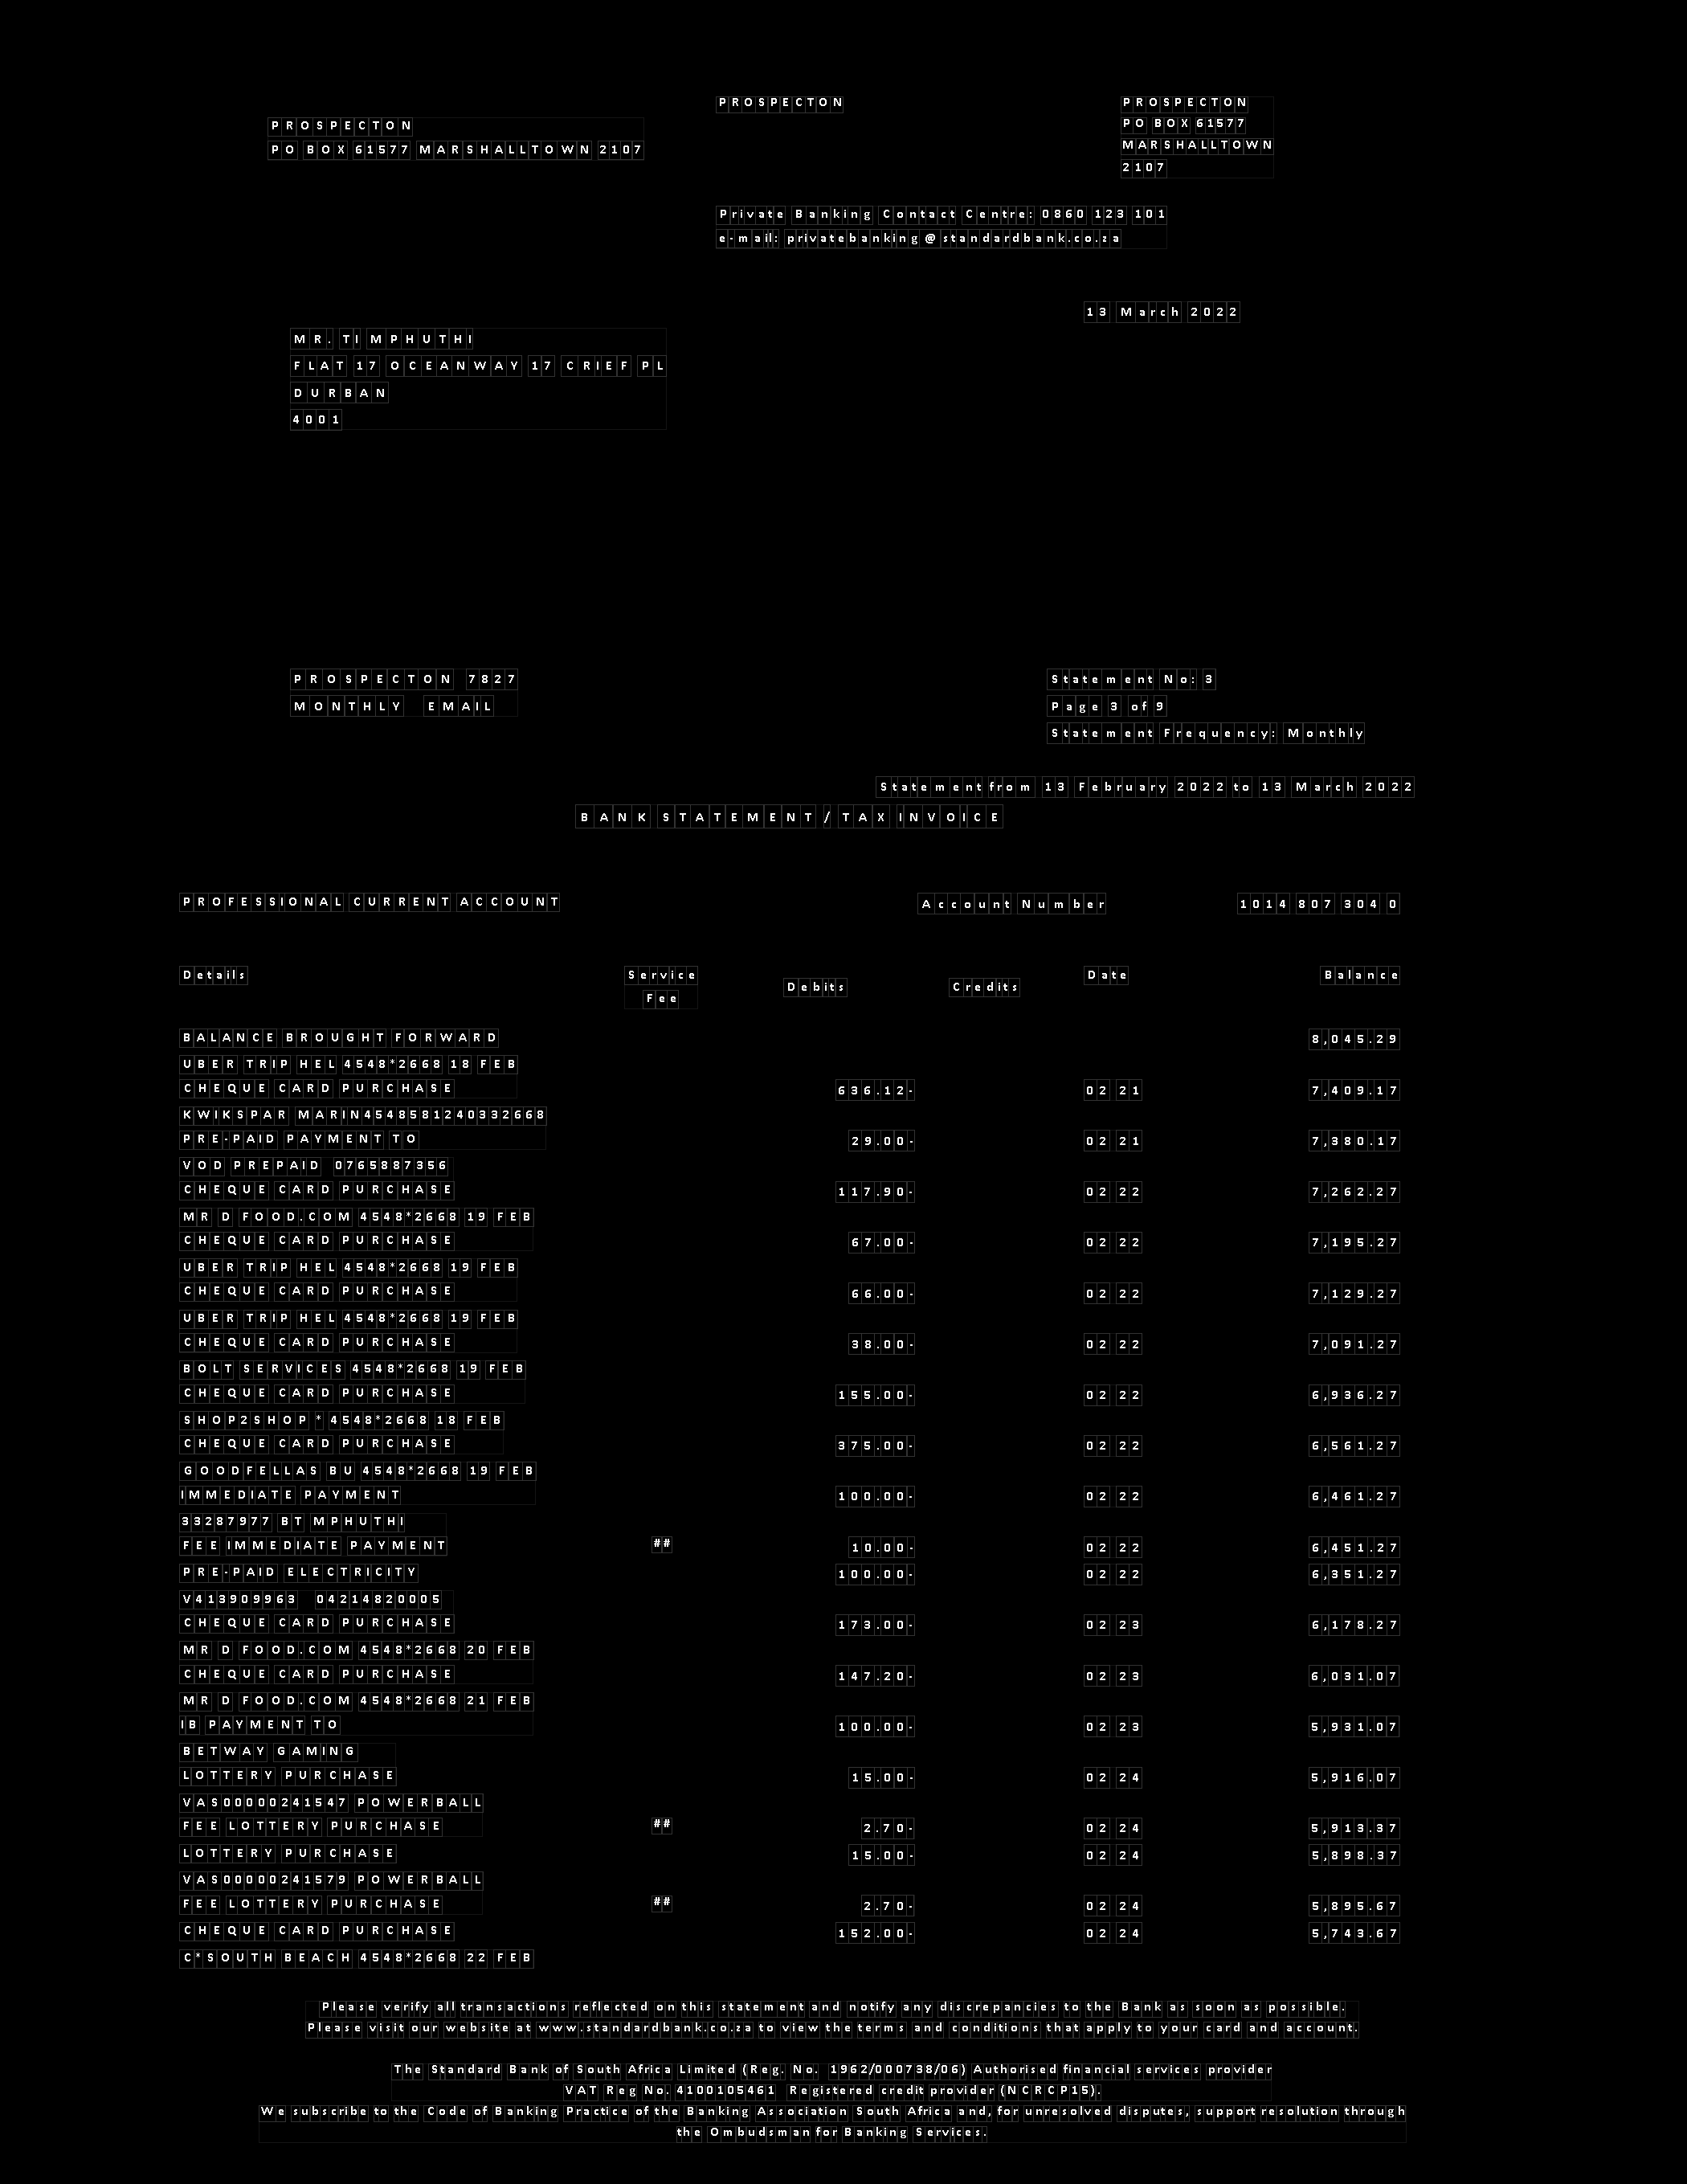 PROSPECTON
PROSPECTON
PO BOX 61577
MARSHALLTOWN
2107
PROSPECTON
PO BOX 61577 MARSHALLTOWN 2107
Private Banking Contact Centre: 0860 123 101
e-mail: privatebanking@standardbank.co.za
13 March 2022
MR. TI MPHUTHI
FLAT 17 OCEANWAY 17 CRIEF PL
DURBAN
4001
PROSPECTON 7827
MONTHLY EMAIL
Statement No: 3
Page 3 of 9
Statement Frequency: Monthly
Statement from 13 February 2022 to 13 March 2022
BANK STATEMENT / TAX INVOICE
PROFESSIONAL CURRENT ACCOUNT Account Number 1014 807 304 0
Details Service Fee Debits Credits Date Balance
BALANCE BROUGHT FORWARD 8,045.29
UBER TRIP HEL 4548*2668 18 FEB
CHEQUE CARD PURCHASE 636.12- 02 21 7,409.17
KWIKSPAR MARIN4548581240332668
PRE-PAID PAYMENT TO 29.00- 02 21 7,380.17
VOD PREPAID 0765887356
CHEQUE CARD PURCHASE 117.90- 02 22 7,262.27
MR D FOOD.COM 4548*2668 19 FEB
CHEQUE CARD PURCHASE 67.00- 02 22 7,195.27
UBER TRIP HEL 4548*2668 19 FEB
CHEQUE CARD PURCHASE 66.00- 02 22 7,129.27
UBER TRIP HEL 4548*2668 19 FEB
CHEQUE CARD PURCHASE 38.00- 02 22 7,091.27
BOLT SERVICES 4548*2668 19 FEB
CHEQUE CARD PURCHASE 155.00- 02 22 6,936.27
SHOP2SHOP * 4548*2668 18 FEB
CHEQUE CARD PURCHASE 375.00- 02 22 6,561.27
GOODFELLAS BU 4548*2668 19 FEB
IMMEDIATE PAYMENT 100.00- 02 22 6,461.27
33287977 BT MPHUTHI
FEE IMMEDIATE PAYMENT ## 10.00- 02 22 6,451.27
PRE-PAID ELECTRICITY 100.00- 02 22 6,351.27
V413909963 04214820005
CHEQUE CARD PURCHASE 173.00- 02 23 6,178.27
MR D FOOD.COM 4548*2668 20 FEB
CHEQUE CARD PURCHASE 147.20- 02 23 6,031.07
MR D FOOD.COM 4548*2668 21 FEB
IB PAYMENT TO 100.00- 02 23 5,931.07
BETWAY GAMING
LOTTERY PURCHASE 15.00- 02 24 5,916.07
VAS00000241547 POWERBALL
FEE LOTTERY PURCHASE ## 2.70- 02 24 5,913.37
LOTTERY PURCHASE 15.00- 02 24 5,898.37
VAS00000241579 POWERBALL
FEE LOTTERY PURCHASE ## 2.70- 02 24 5,895.67
CHEQUE CARD PURCHASE 152.00- 02 24 5,743.67
C*SOUTH BEACH 4548*2668 22 FEB
Please verify all transactions reflected on this statement and notify any discrepancies to the Bank as soon as possible.
Please visit our website at www.standardbank.co.za to view the terms and conditions that apply to your card and account.
The Standard Bank of South Africa Limited (Reg. No. 1962/000738/06) Authorised financial services provider
VAT Reg No. 4100105461 Registered credit provider (NCRCP15).
We subscribe to the Code of Banking Practice of the Banking Association South Africa and, for unresolved disputes, support resolution through
the Ombudsman for Banking Services.